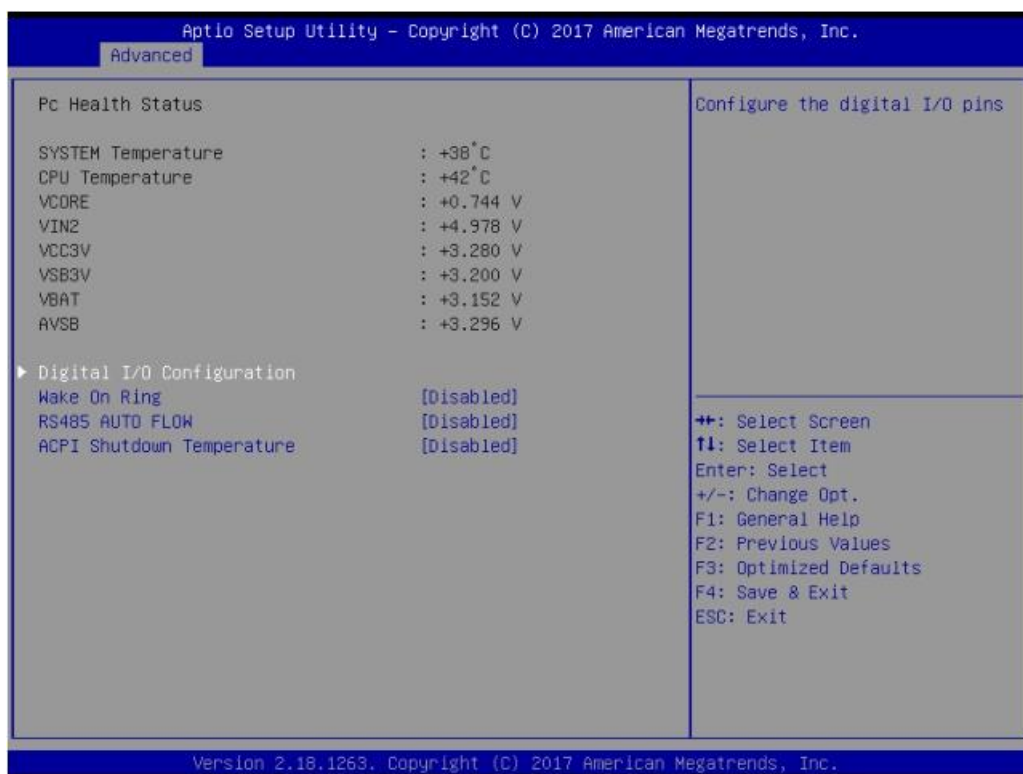 Aptio Setup Utility – Copyright (C) 2017 American Megatrends, Inc.
Advanced
Pc Health Status
SYSTEM Temperature : +38°C
CPU Temperature : +42°C
VCORE : +0.744 V
VIN2 : +4.978 V
VCC3V : +3.280 V
VSB3V : +3.200 V
VBAT : +3.152 V
AVSB : +3.296 V
▶ Digital I/O Configuration
Wake On Ring [Disabled]
RS485 AUTO FLOW [Disabled]
ACPI Shutdown Temperature [Disabled]
Configure the digital I/O pins
→←: Select Screen
↑↓: Select Item
Enter: Select
+/-: Change Opt.
F1: General Help
F2: Previous Values
F3: Optimized Defaults
F4: Save & Exit
ESC: Exit
Version 2.18.1263. Copyright (C) 2017 American Megatrends, Inc.